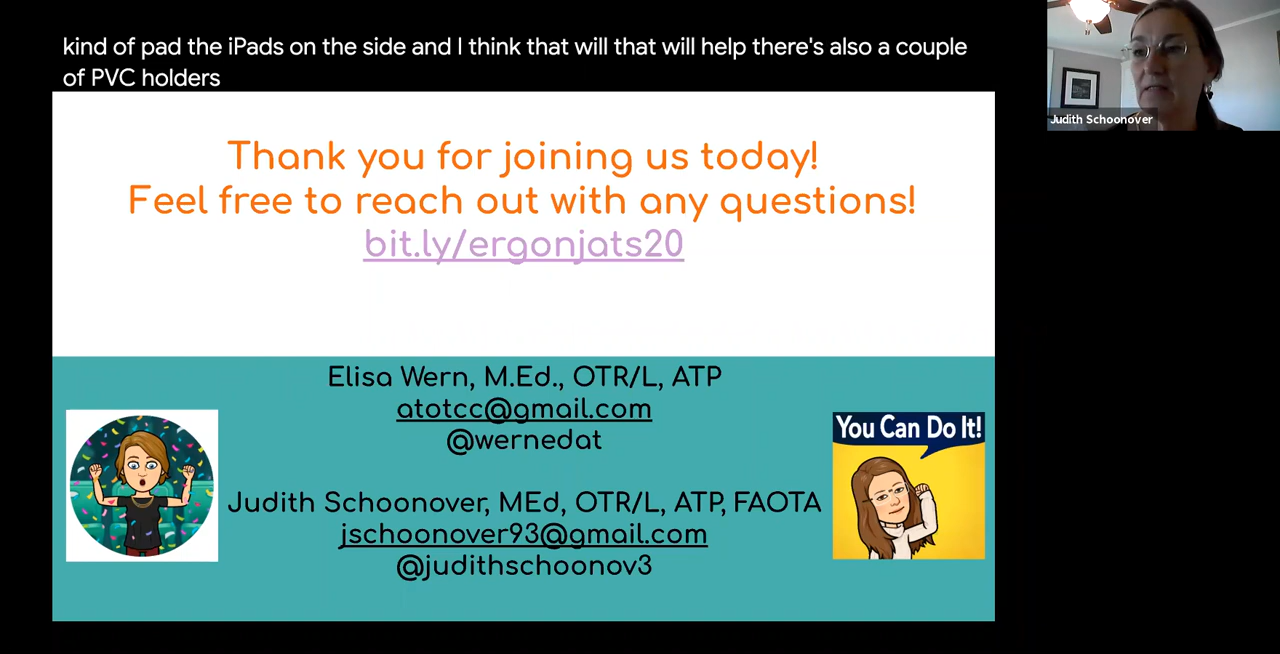 kind of pad the iPads on the side and I think that will that will help there's also a couple
of PVC holders
Judith Schoonover
Thank you for joining us today!
Feel free to reach out with any questions!
bit.ly/ergonjats20
Elisa Wern, M.Ed., OTR/L, ATP
atotcc@gmail.com
@wernedat
You Can Do It!
Judith Schoonover, MEd, OTR/L, ATP, FAOTA
jschoonover93@gmail.com
@judithschoonov3